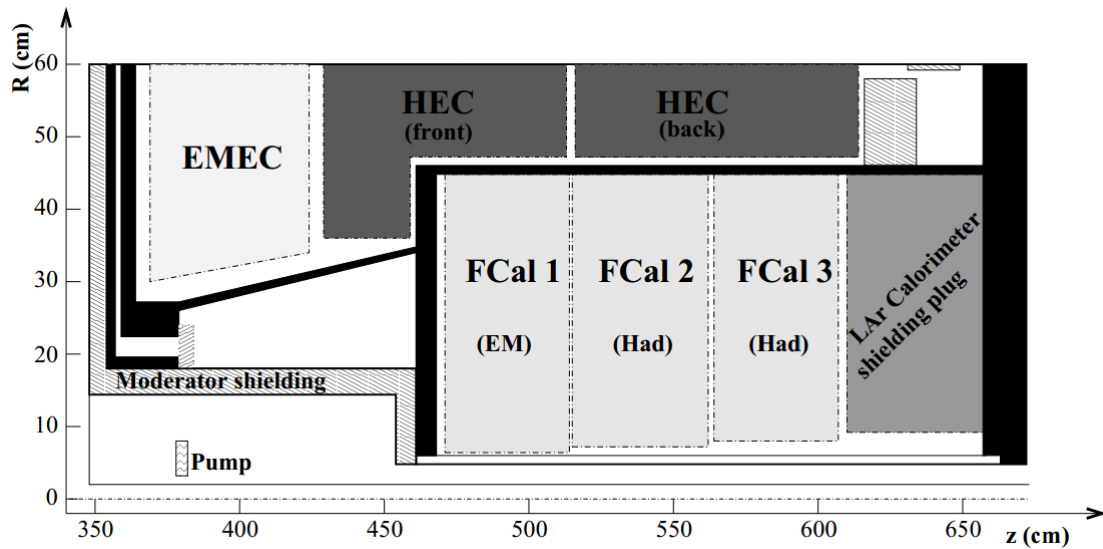 R (cm)
60
50
40
30
20
10
0
EMEC
HEC
(front)
HEC
(back)
FCal 1
(EM)
FCal 2
(Had)
FCal 3
(Had)
LAr Calorimeter
shielding plug
Moderator shielding
Pump
350
400
450
500
550
600
650
z (cm)